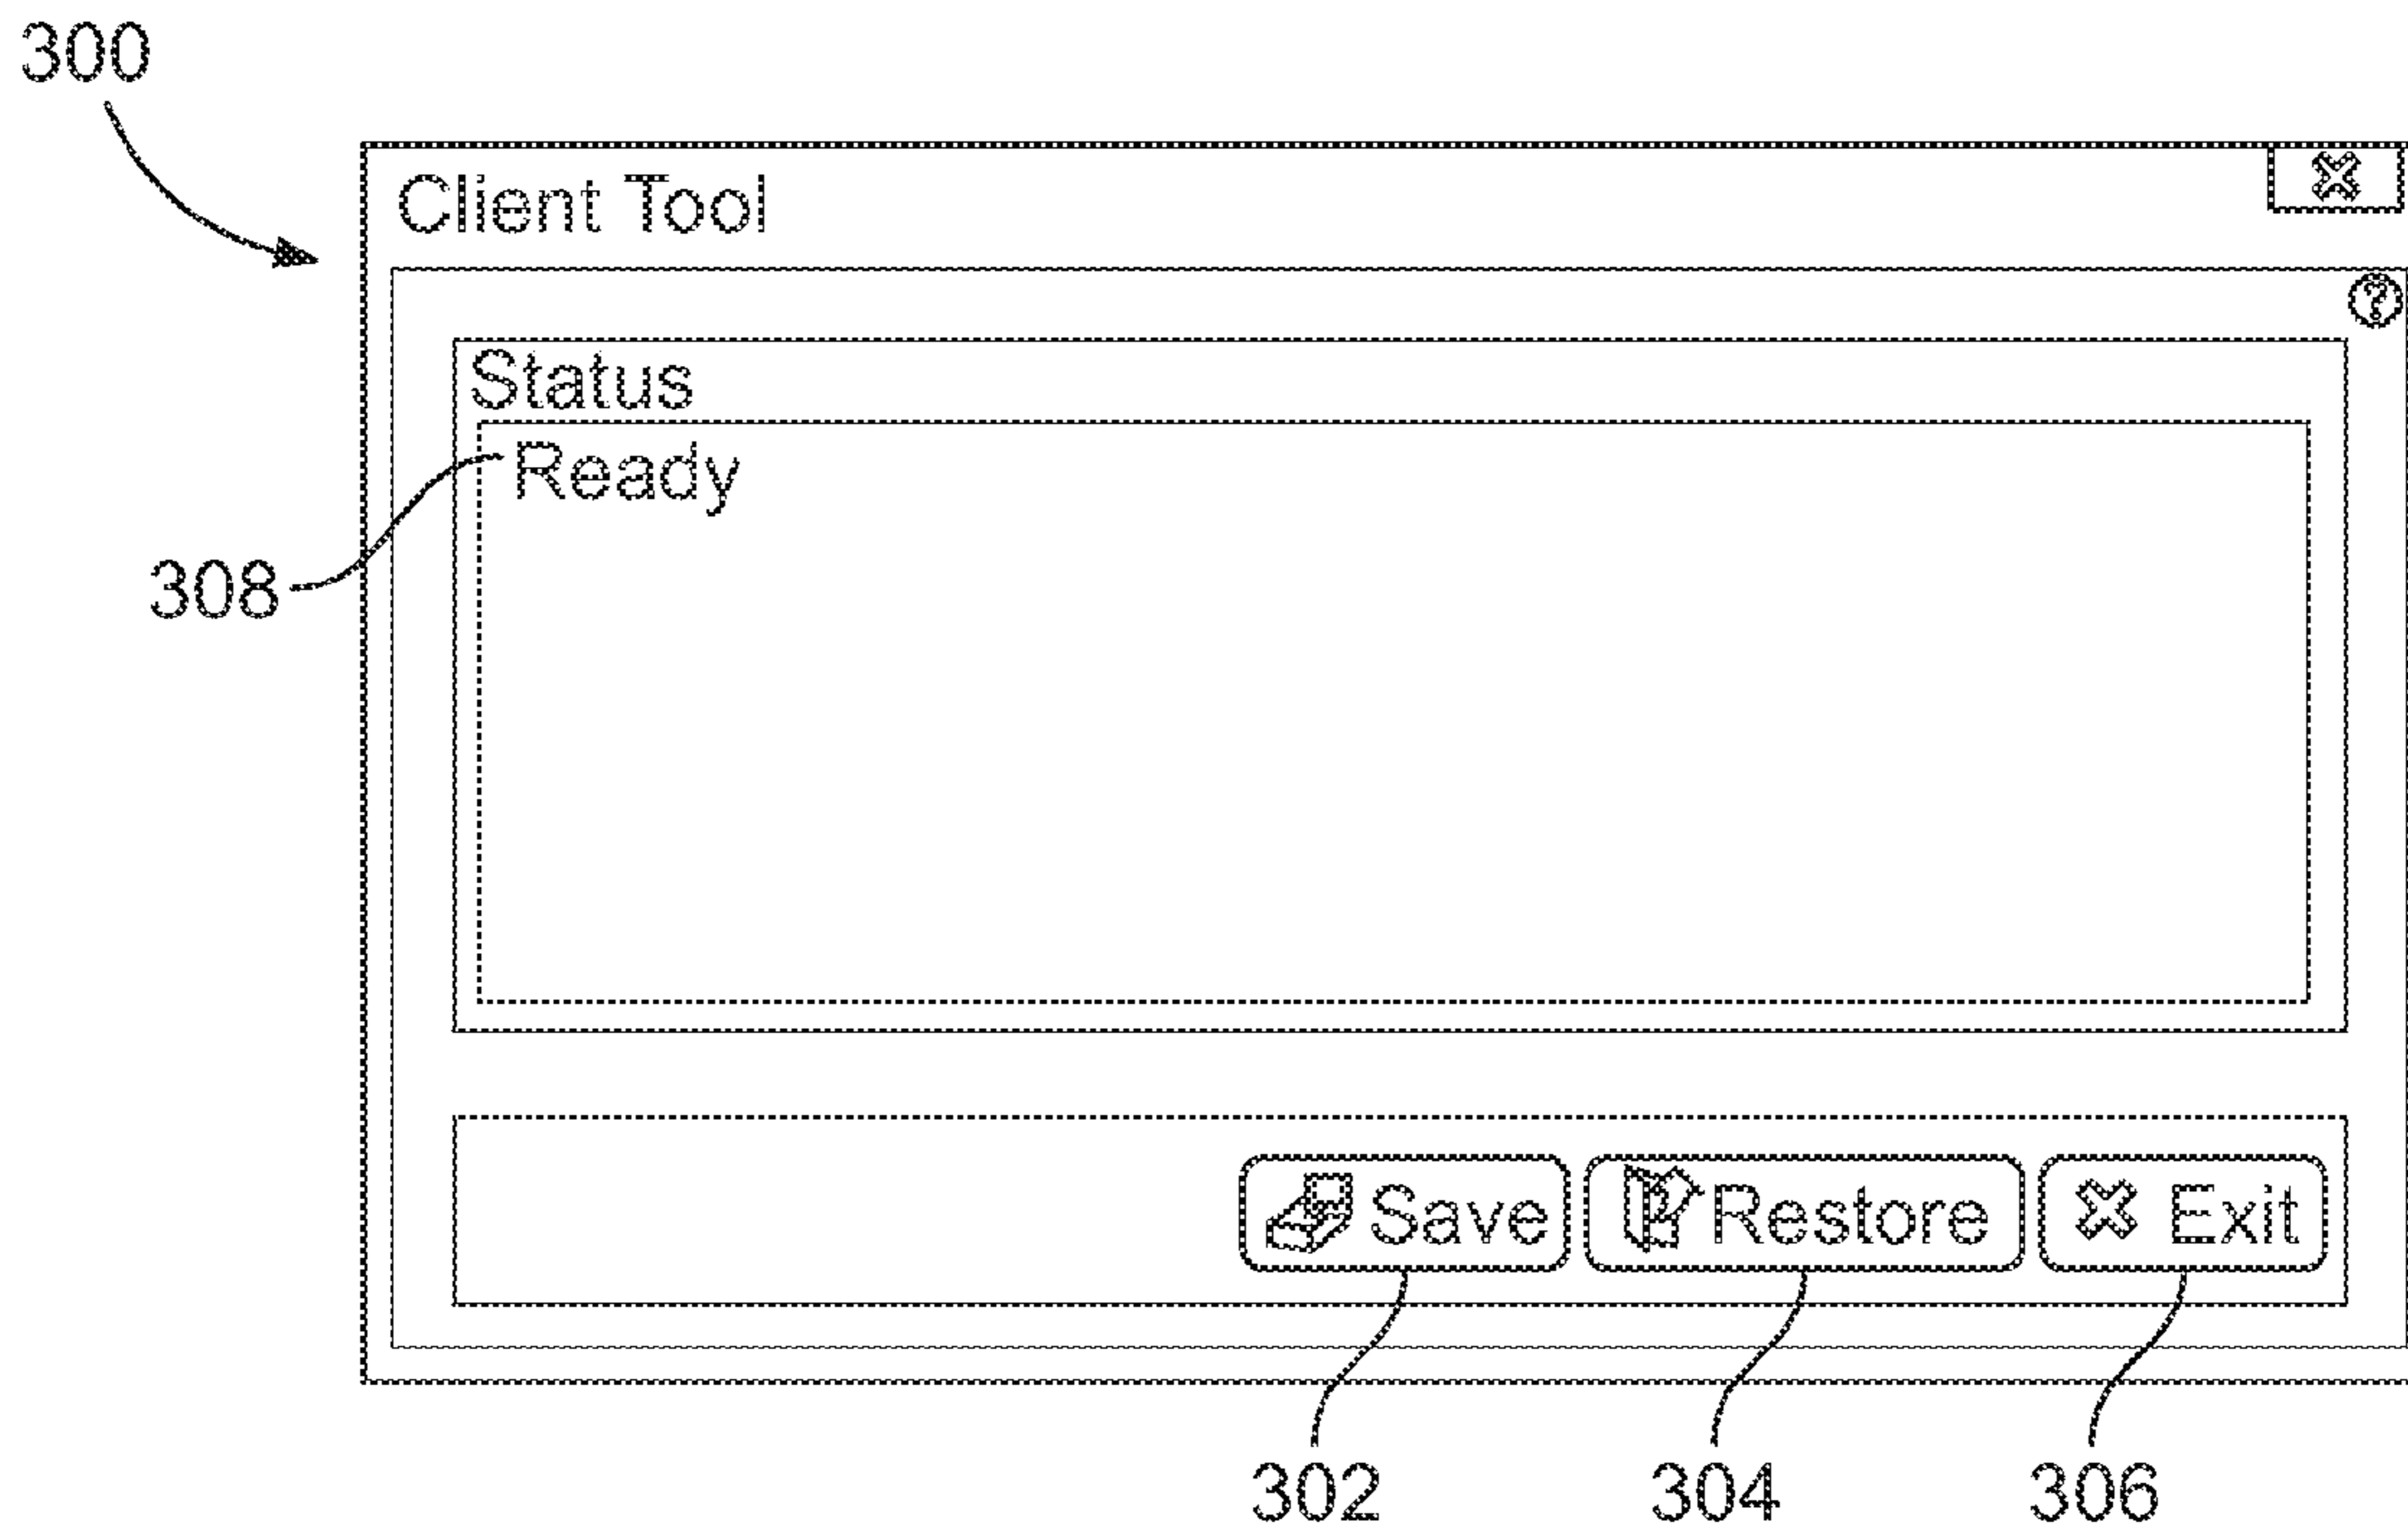 300
Client Tool
?
Status
Ready
308
Save Restore Exit
302 304 306